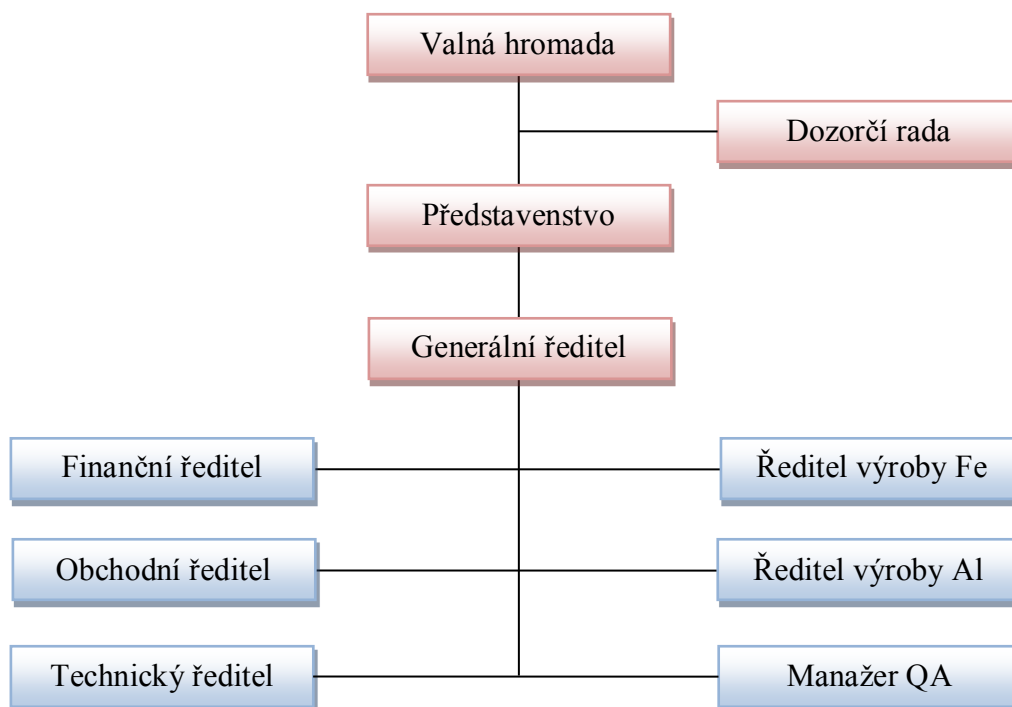 Valná hromada
Dozorčí rada
Představenstvo
Generální ředitel
Finanční ředitel
Ředitel výroby Fe
Obchodní ředitel
Ředitel výroby Al
Technický ředitel
Manažer QA